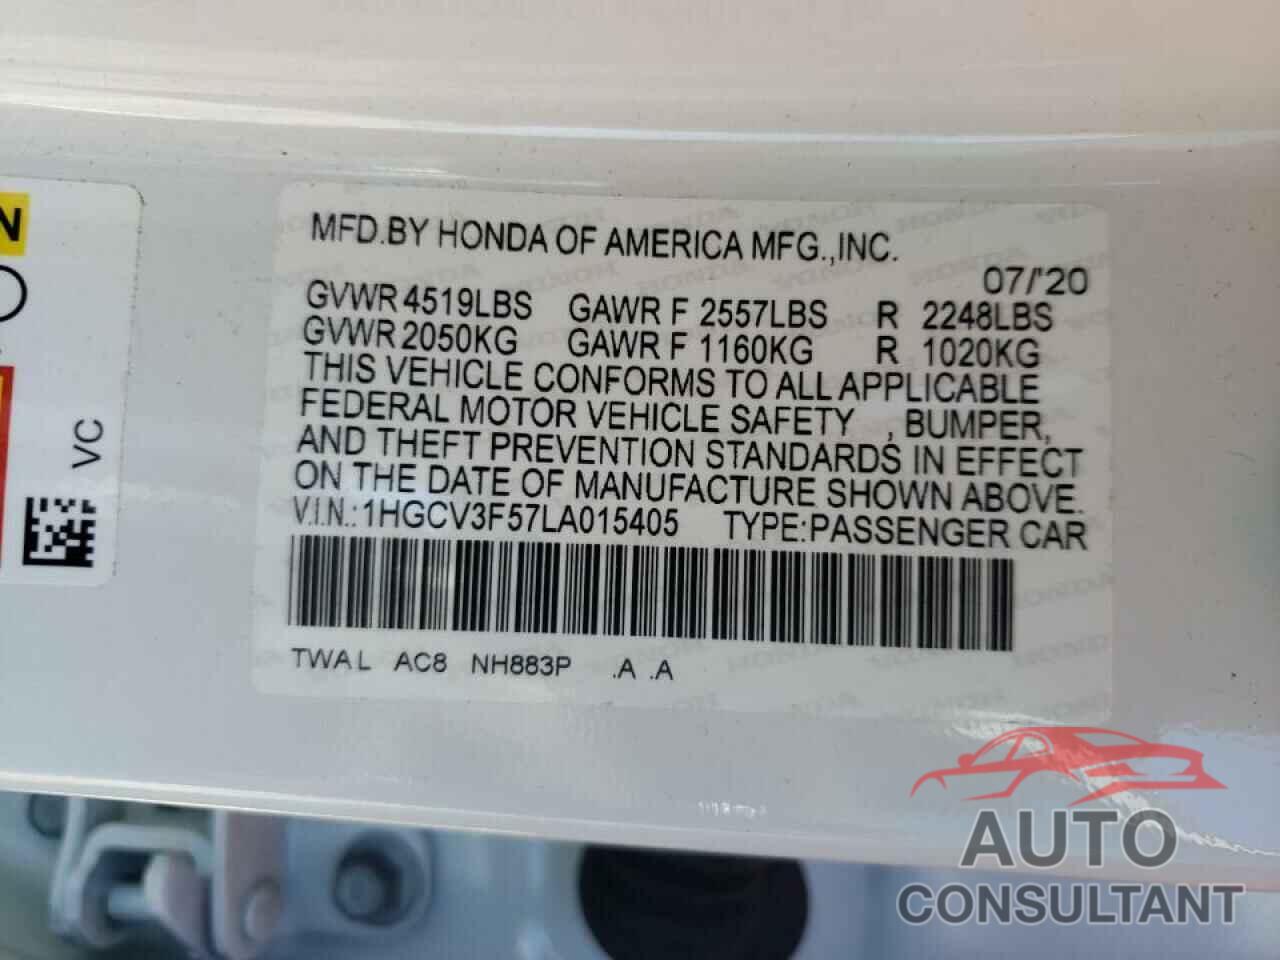 N
VC
MFD.BY HONDA OF AMERICA MFG.,INC.
07/'20
GVWR 4519LBS GAWR F 2557LBS R 2248LBS
GVWR 2050KG GAWR F 1160KG R 1020KG
THIS VEHICLE CONFORMS TO ALL APPLICABLE
FEDERAL MOTOR VEHICLE SAFETY , BUMPER,
AND THEFT PREVENTION STANDARDS IN EFFECT
ON THE DATE OF MANUFACTURE SHOWN ABOVE.
V.I.N.:1HGCV3F57LA015405 TYPE:PASSENGER CAR
TWAL AC8 NH883P .A .A
AUTO
CONSULTANT